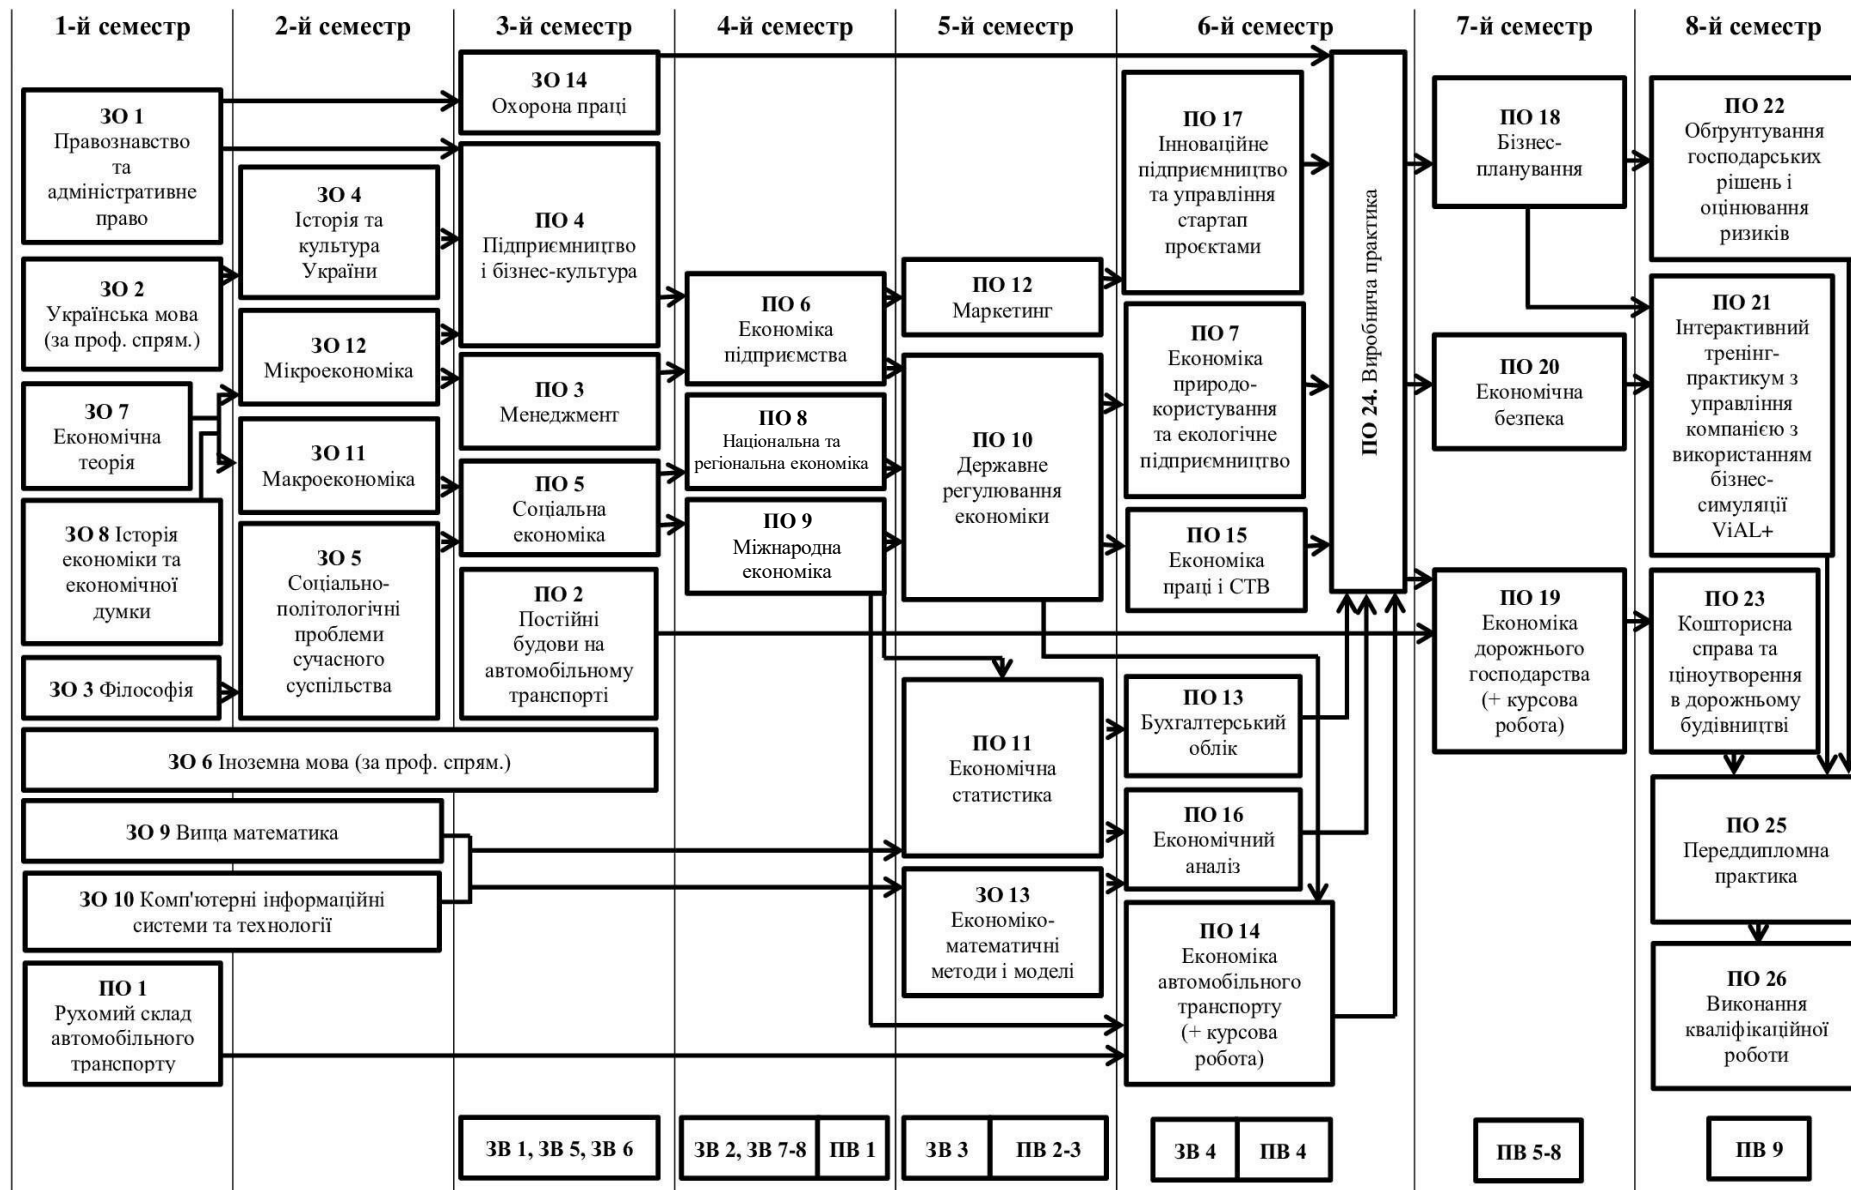 1-й семестр
2-й семестр
3-й семестр
4-й семестр
5-й семестр
6-й семестр
7-й семестр
8-й семестр
ЗО 1
Правознавство
та
адміністративне
право
ЗО 2
Українська мова
(за проф. спрям.)
ЗО 7
Економічна
теорія
ЗО 8 Історія
економіки та
економічної
думки
ЗО 3 Філософія
ЗО 6 Іноземна мова (за проф. спрям.)
ЗО 9 Вища математика
ЗО 10 Комп'ютерні інформаційні
системи та технології
ПО 1
Рухомий склад
автомобільного
транспорту
ЗО 4
Історія та
культура
України
ЗО 12
Мікроекономіка
ЗО 11
Макроекономіка
ЗО 5
Соціально-
політологічні
проблеми
сучасного
суспільства
ЗО 14
Охорона праці
ПО 4
Підприємництво
і бізнес-культура
ПО 3
Менеджмент
ПО 5
Соціальна
економіка
ПО 2
Постійні
будови на
автомобільному
транспорті
ЗВ 1, ЗВ 5, ЗВ 6
ПО 6
Економіка
підприємства
ПО 8
Національна та
регіональна економіка
ПО 9
Міжнародна
економіка
ЗВ 2, ЗВ 7-8
ПВ 1
ПО 12
Маркетинг
ПО 10
Державне
регулювання
економіки
ПО 11
Економічна
статистика
ЗО 13
Економіко-
математичні
методи і моделі
ЗВ 3
ПВ 2-3
ПО 17
Інноваційне
підприємництво
та управління
стартап
проєктами
ПО 7
Економіка
природо-
користування
та екологічне
підприємництво
ПО 15
Економіка
праці і СТВ
ПО 13
Бухгалтерський
облік
ПО 16
Економічний
аналіз
ПО 14
Економіка
автомобільного
транспорту
(+ курсова
робота)
ЗВ 4
ПВ 4
ПО 24. Виробнича практика
ПО 18
Бізнес-
планування
ПО 20
Економічна
безпека
ПО 19
Економіка
дорожнього
господарства
(+ курсова
робота)
ПВ 5-8
ПО 22
Обґрунтування
господарських
рішень і
оцінювання
ризиків
ПО 21
Інтерактивний
тренінг-
практикум з
управління
компанією з
використанням
бізнес-
симуляції
ViAL+
ПО 23
Кошторисна
справа та
ціноутворення
в дорожньому
будівництві
ПО 25
Переддипломна
практика
ПО 26
Виконання
кваліфікаційної
роботи
ПВ 9